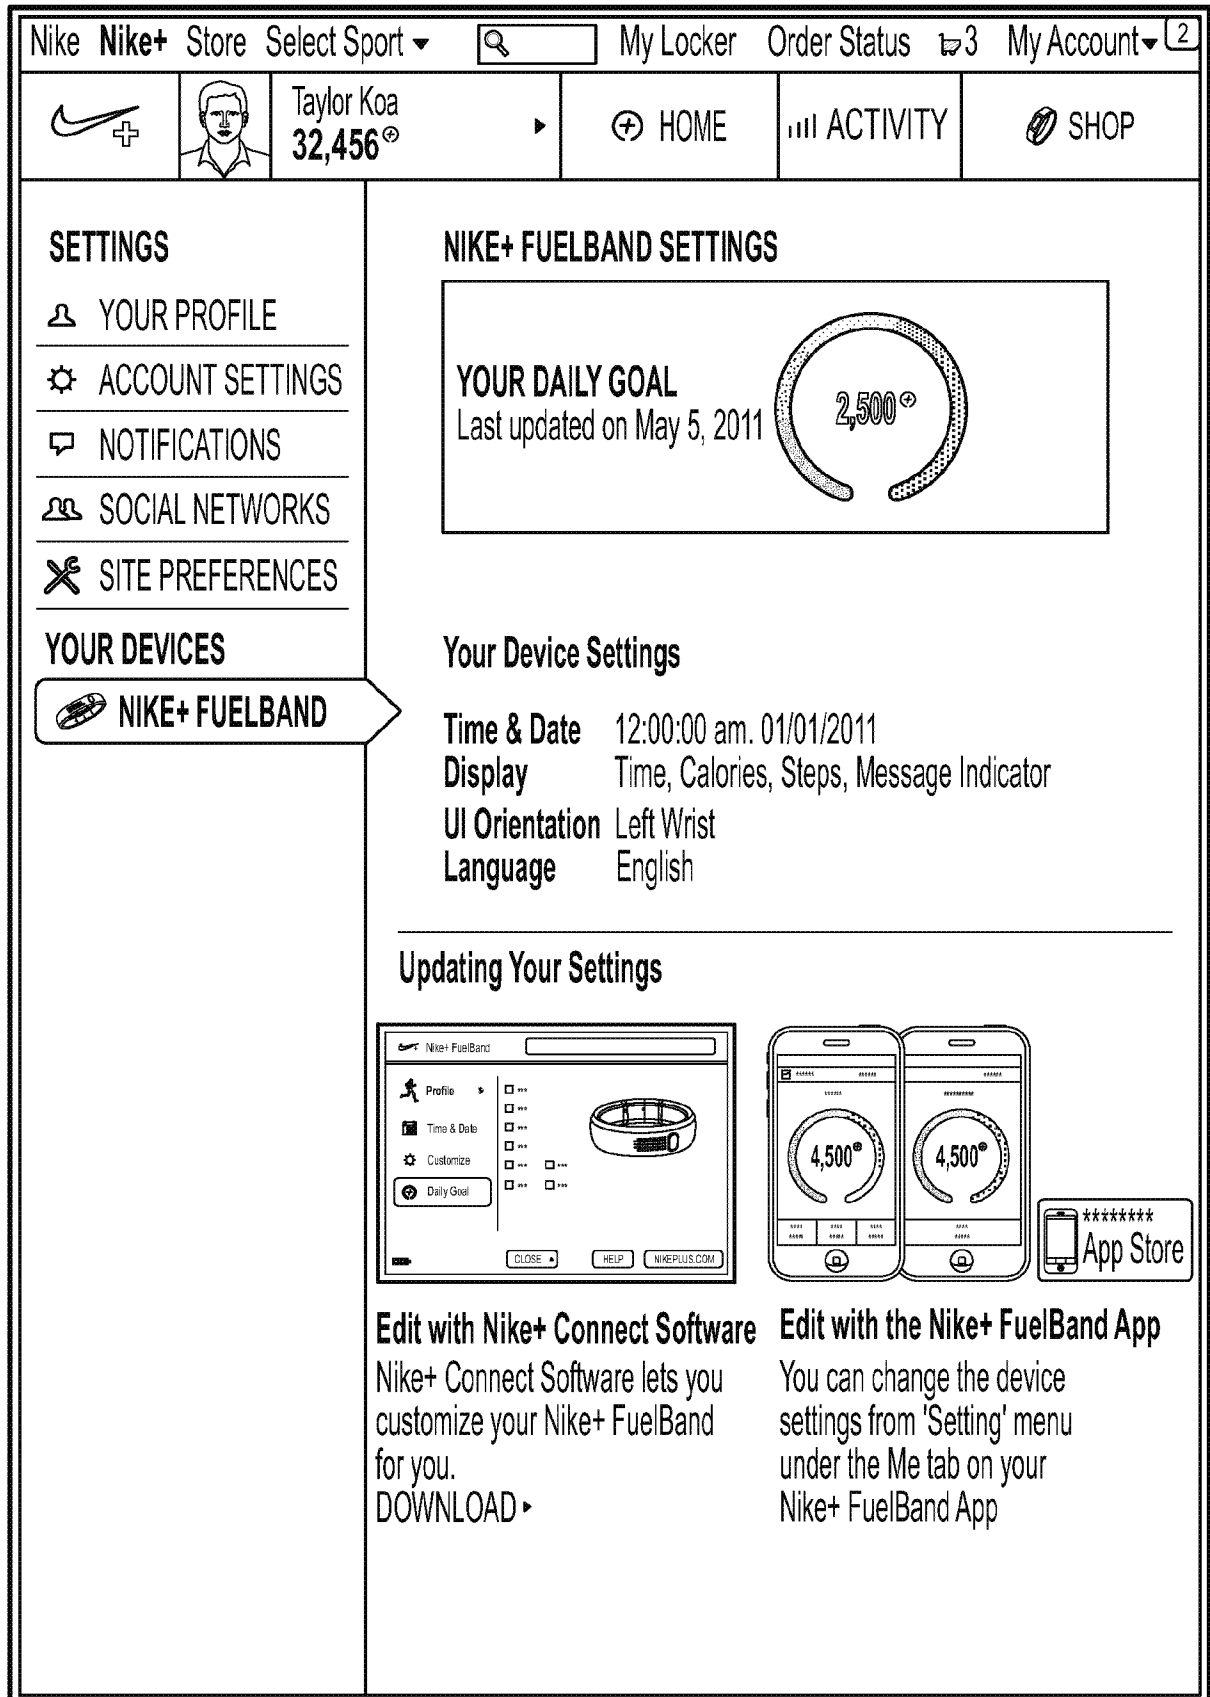 Nike Nike+ Store Select Sport My Locker Order Status 3 My Account 2
Taylor Koa
32,456
HOME
ACTIVITY
SHOP
SETTINGS
YOUR PROFILE
ACCOUNT SETTINGS
NOTIFICATIONS
SOCIAL NETWORKS
SITE PREFERENCES
YOUR DEVICES
NIKE+ FUELBAND
NIKE+ FUELBAND SETTINGS
YOUR DAILY GOAL
Last updated on May 5, 2011
2,500
Your Device Settings
Time & Date 12:00:00 am. 01/01/2011
Display Time, Calories, Steps, Message Indicator
UI Orientation Left Wrist
Language English
Updating Your Settings
Nike+ FuelBand
Profile
Time & Date
Customize
Daily Goal
***
***
***
***
*** ***
*** ***
CLOSE HELP NIKEPLUS.COM
4,500
4,500
********
App Store
Edit with Nike+ Connect Software
Nike+ Connect Software lets you
customize your Nike+ FuelBand
for you.
DOWNLOAD
Edit with the Nike+ FuelBand App
You can change the device
settings from 'Setting' menu
under the Me tab on your
Nike+ FuelBand App